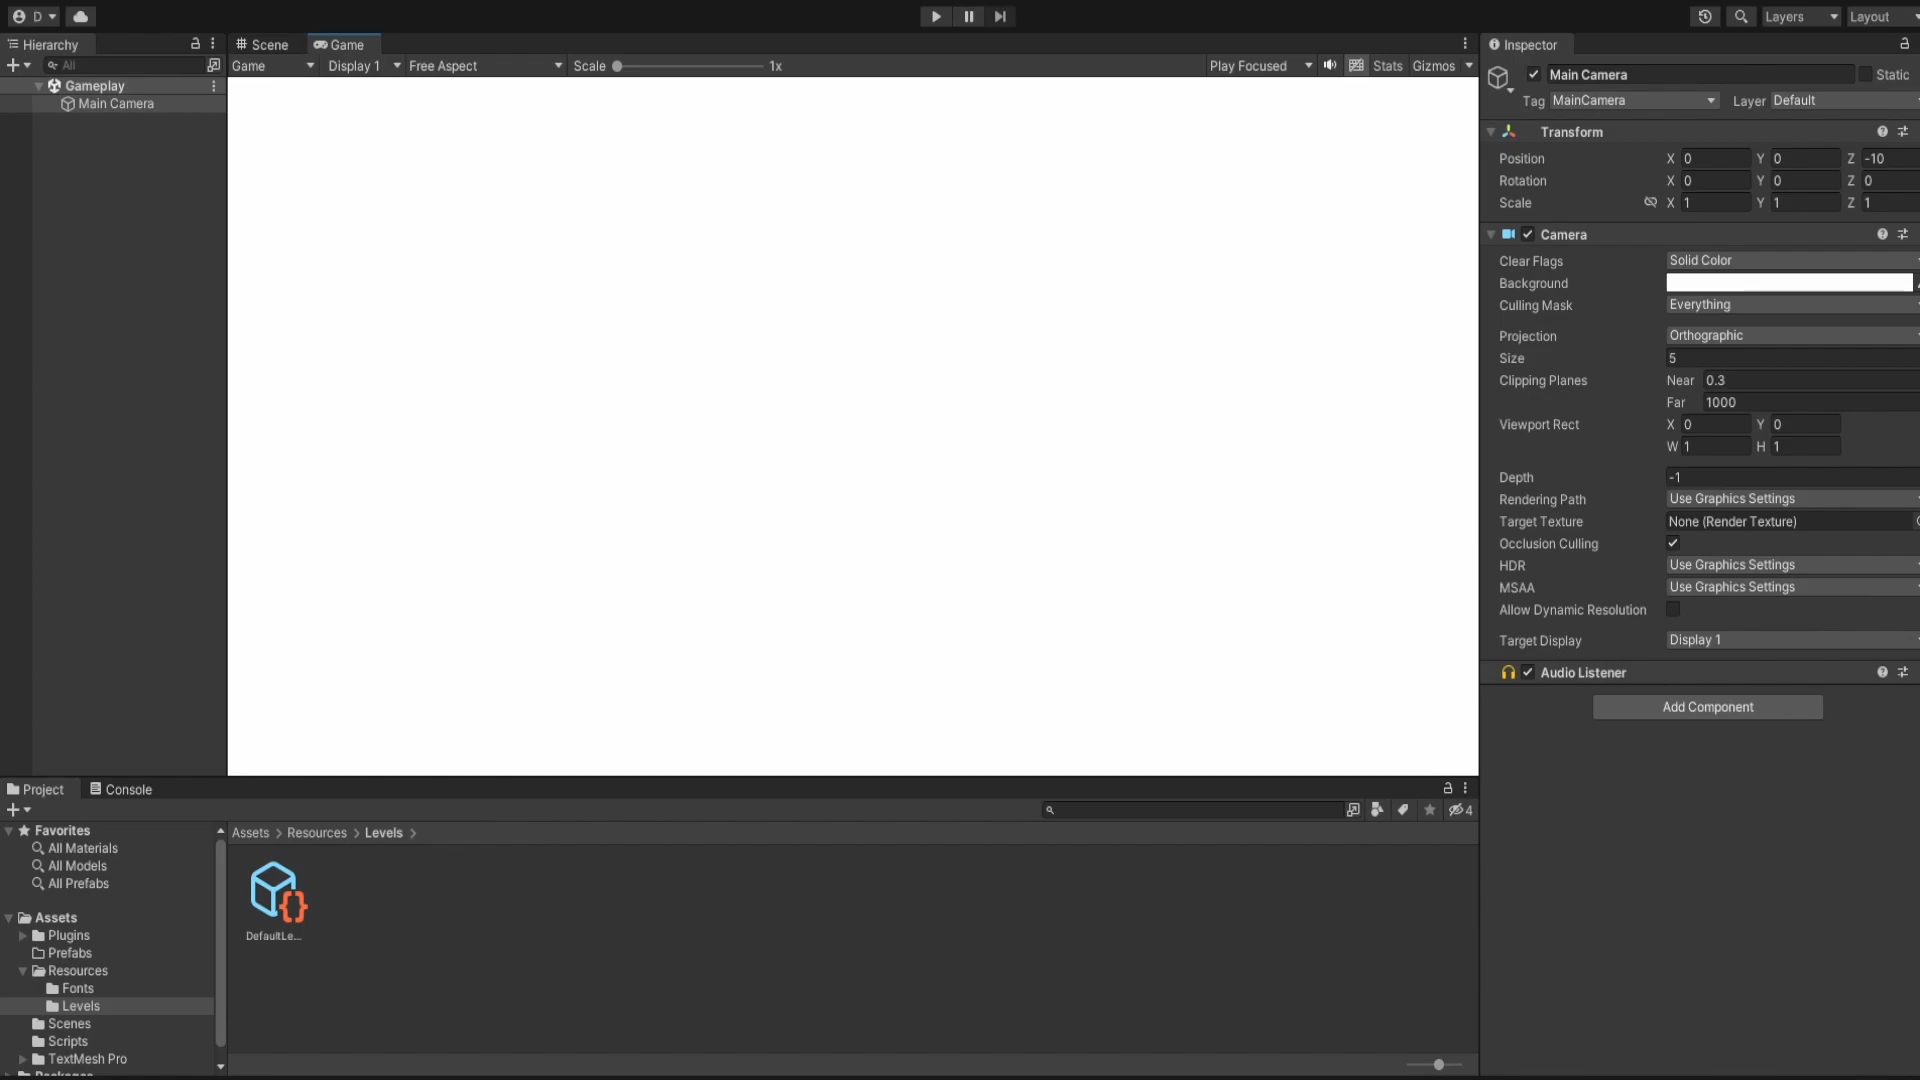 D
Layers
Layout
Hierarchy
Scene
Game
Inspector
All
Game
Display 1
Free Aspect
Scale
1x
Play Focused
Stats
Gizmos
Main Camera
Static
Gameplay
Main Camera
Tag
MainCamera
Layer
Default
Transform
Position
X 0
Y 0
Z -10
Rotation
X 0
Y 0
Z 0
Scale
X 1
Y 1
Z 1
Camera
Clear Flags
Solid Color
Background
Culling Mask
Everything
Projection
Orthographic
Size
5
Clipping Planes
Near 0.3
Far 1000
Viewport Rect
X 0
Y 0
W 1
H 1
Depth
-1
Rendering Path
Use Graphics Settings
Target Texture
None (Render Texture)
Occlusion Culling
HDR
Use Graphics Settings
MSAA
Use Graphics Settings
Allow Dynamic Resolution
Target Display
Display 1
Audio Listener
Add Component
Project
Console
4
Favorites
All Materials
All Models
All Prefabs
Assets
Plugins
Prefabs
Resources
Fonts
Levels
Scenes
Scripts
TextMesh Pro
Packages
Assets > Resources > Levels >
DefaultLe...